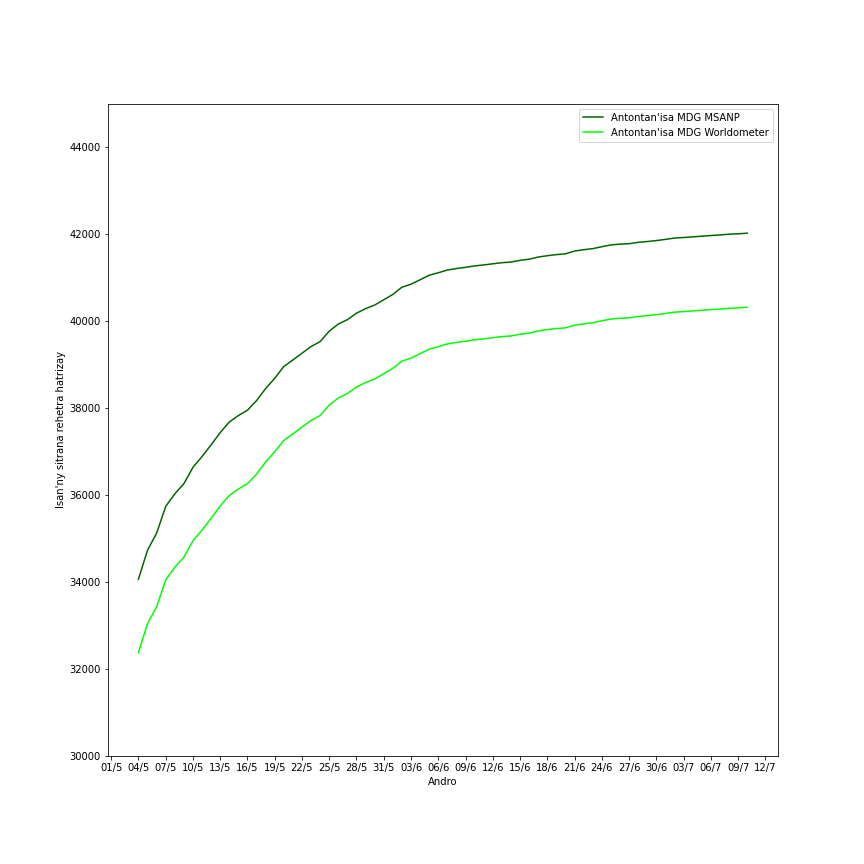 Antontan'isa MDG MSANP
Antontan'isa MDG Worldometer
44000
42000
40000
38000
36000
34000
32000
30000
Isan'ny sitrana rehetra hatrizay
01/5 04/5 07/5 10/5 13/5 16/5 19/5 22/5 25/5 28/5 31/5 03/6 06/6 09/6 12/6 15/6 18/6 21/6 24/6 27/6 30/6 03/7 06/7 09/7 12/7
Andro